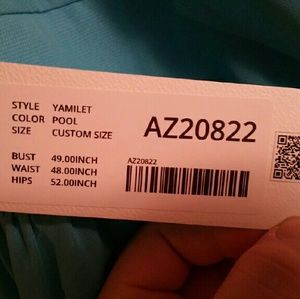 STYLE YAMILET
COLOR POOL
SIZE CUSTOM SIZE
AZ20822
BUST 49.00INCH
WAIST 48.00INCH
HIPS 52.00INCH
AZ20822